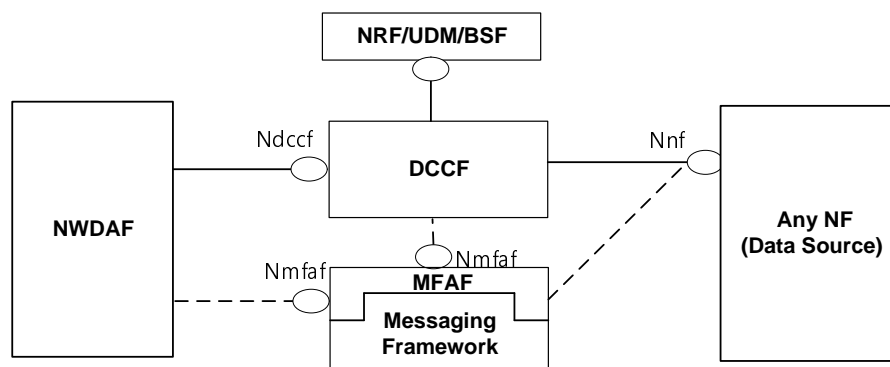 NRF/UDM/BSF
Ndccf
Nnf
DCCF
NWDAF
Any NF
(Data Source)
Nmfaf
Nmfaf
MFAF
Messaging
Framework